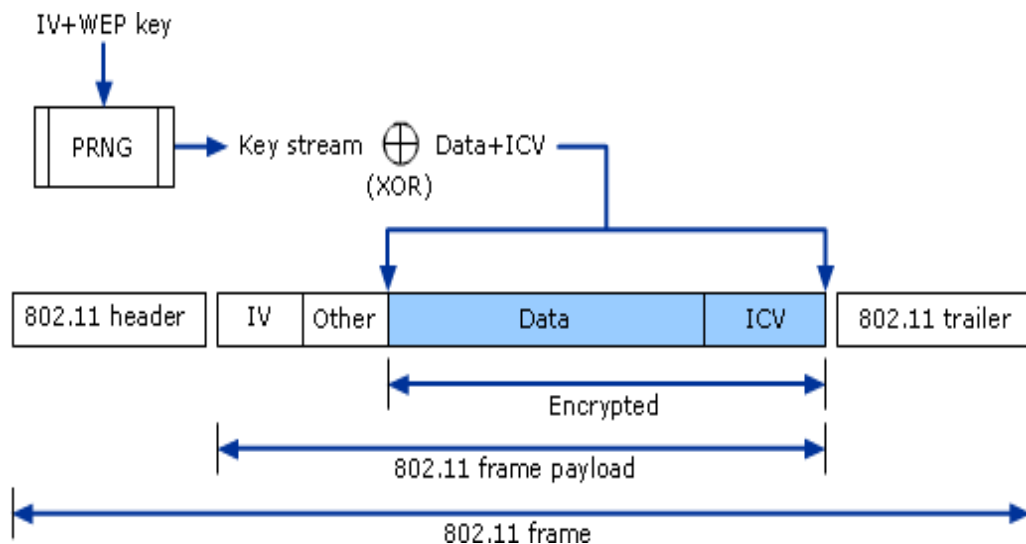 IV+WEP key
PRNG
Key stream
Data+ICV
(XOR)
802.11 header
IV
Other
Data
ICV
802.11 trailer
Encrypted
802.11 frame payload
802.11 frame